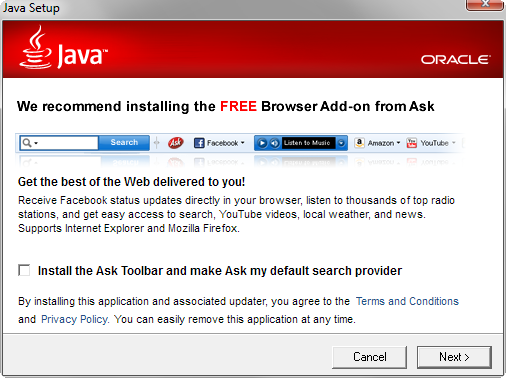 Java Setup
Java™
ORACLE®
We recommend installing the FREE Browser Add-on from Ask
Search Ask Facebook Listen to Music Amazon YouTube
Get the best of the Web delivered to you!
Receive Facebook status updates directly in your browser, listen to thousands of top radio
stations, and get easy access to search, YouTube videos, local weather, and news.
Supports Internet Explorer and Mozilla Firefox.
Install the Ask Toolbar and make Ask my default search provider
By installing this application and associated updater, you agree to the Terms and Conditions
and Privacy Policy. You can easily remove this application at any time.
Cancel Next >